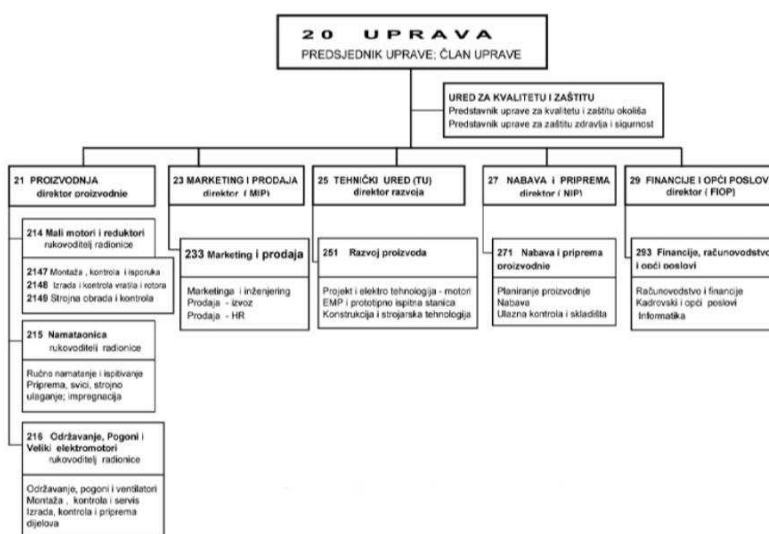 20 UPRAVA
PREDSJEDNIK UPRAVE; ČLAN UPRAVE
URED ZA KVALITETU I ZAŠTITU
Predstavnik uprave za kvalitetu i zaštitu okoliša
Predstavnik uprave za zaštitu zdravlja i sigurnost
21 PROIZVODNJA
direktor proizvodnie
214 Mali motori i reduktori
rukovoditelj radionice
2147 Montaža , kontrola i isporuka
2148 Izrada i kontrola vratila i rotora
2149 Strojna obrada i kontrola
215 Namataonica
rukovoditelj radionice
Ručno namatanje i ispitivanje
Priprema, svici, strojno
ulaganje; impregnacija
216 Održavanje, Pogoni i
Veliki elektromotori
rukovoditelj radionice
Održavanje, pogoni i ventilatori
Montaža , kontrola i servis
Izrada, kontrola i priprema
dijelova
23 MARKETING I PRODAJA
direktor ( MIP)
233 Marketing i prodaja
Marketinga i inženjering
Prodaja - izvoz
Prodaja - HR
25 TEHNIČKI URED (TU)
direktor razvoja
251 Razvoj proizvoda
Projekt i elektro tehnologija - motori
EMP i prototipno ispitna stanica
Konstrukcija i strojarska tehnologija
27 NABAVA i PRIPREMA
direktor ( NIP)
271 Nabava i priprema
proizvodnie
Planiranje proizvodnje
Nabava
Ulazna kontrola i skladišta
29 FINANCIJE I OPĆI POSLOV
direktor ( FIOP)
293 Financije, računovodstvo
i opći poslovi
Računovodstvo i financije
Kadrovski i opći poslovi
Informatika